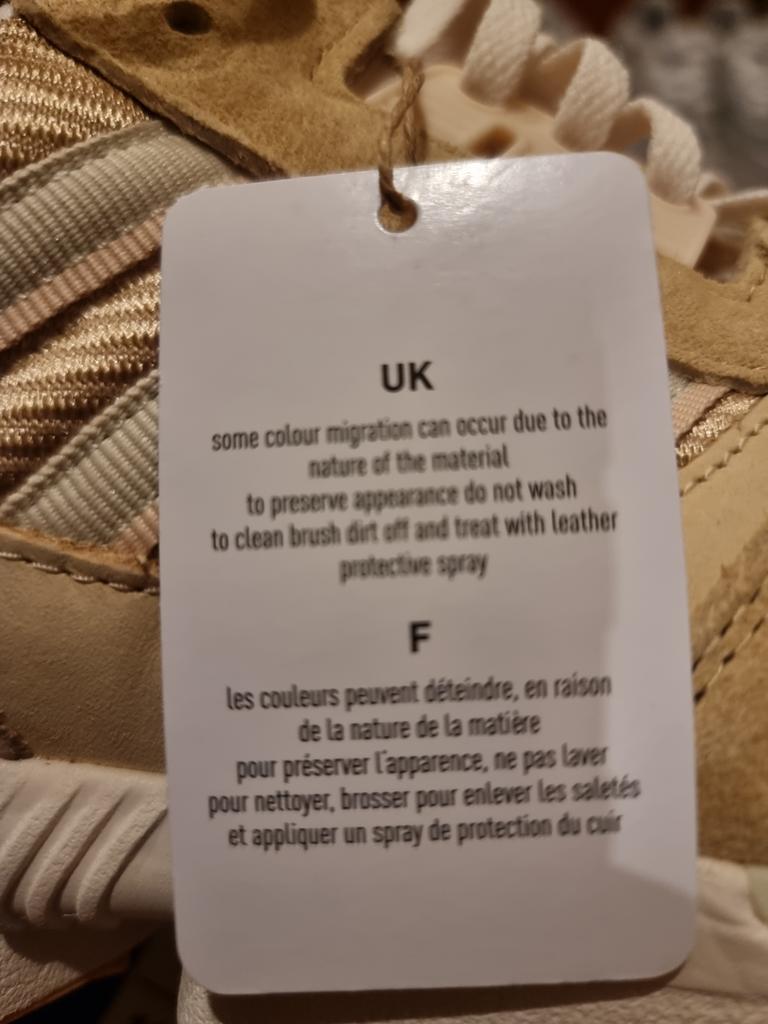 UK
some colour migration can occur due to the
nature of the material
to preserve appearance do not wash
to clean brush dirt off and treat with leather
protective spray
F
les couleurs peuvent déteindre, en raison
de la nature de la matière
pour préserver l'apparence, ne pas laver
pour nettoyer, brosser pour enlever les saletés
et appliquer un spray de protection du cuir